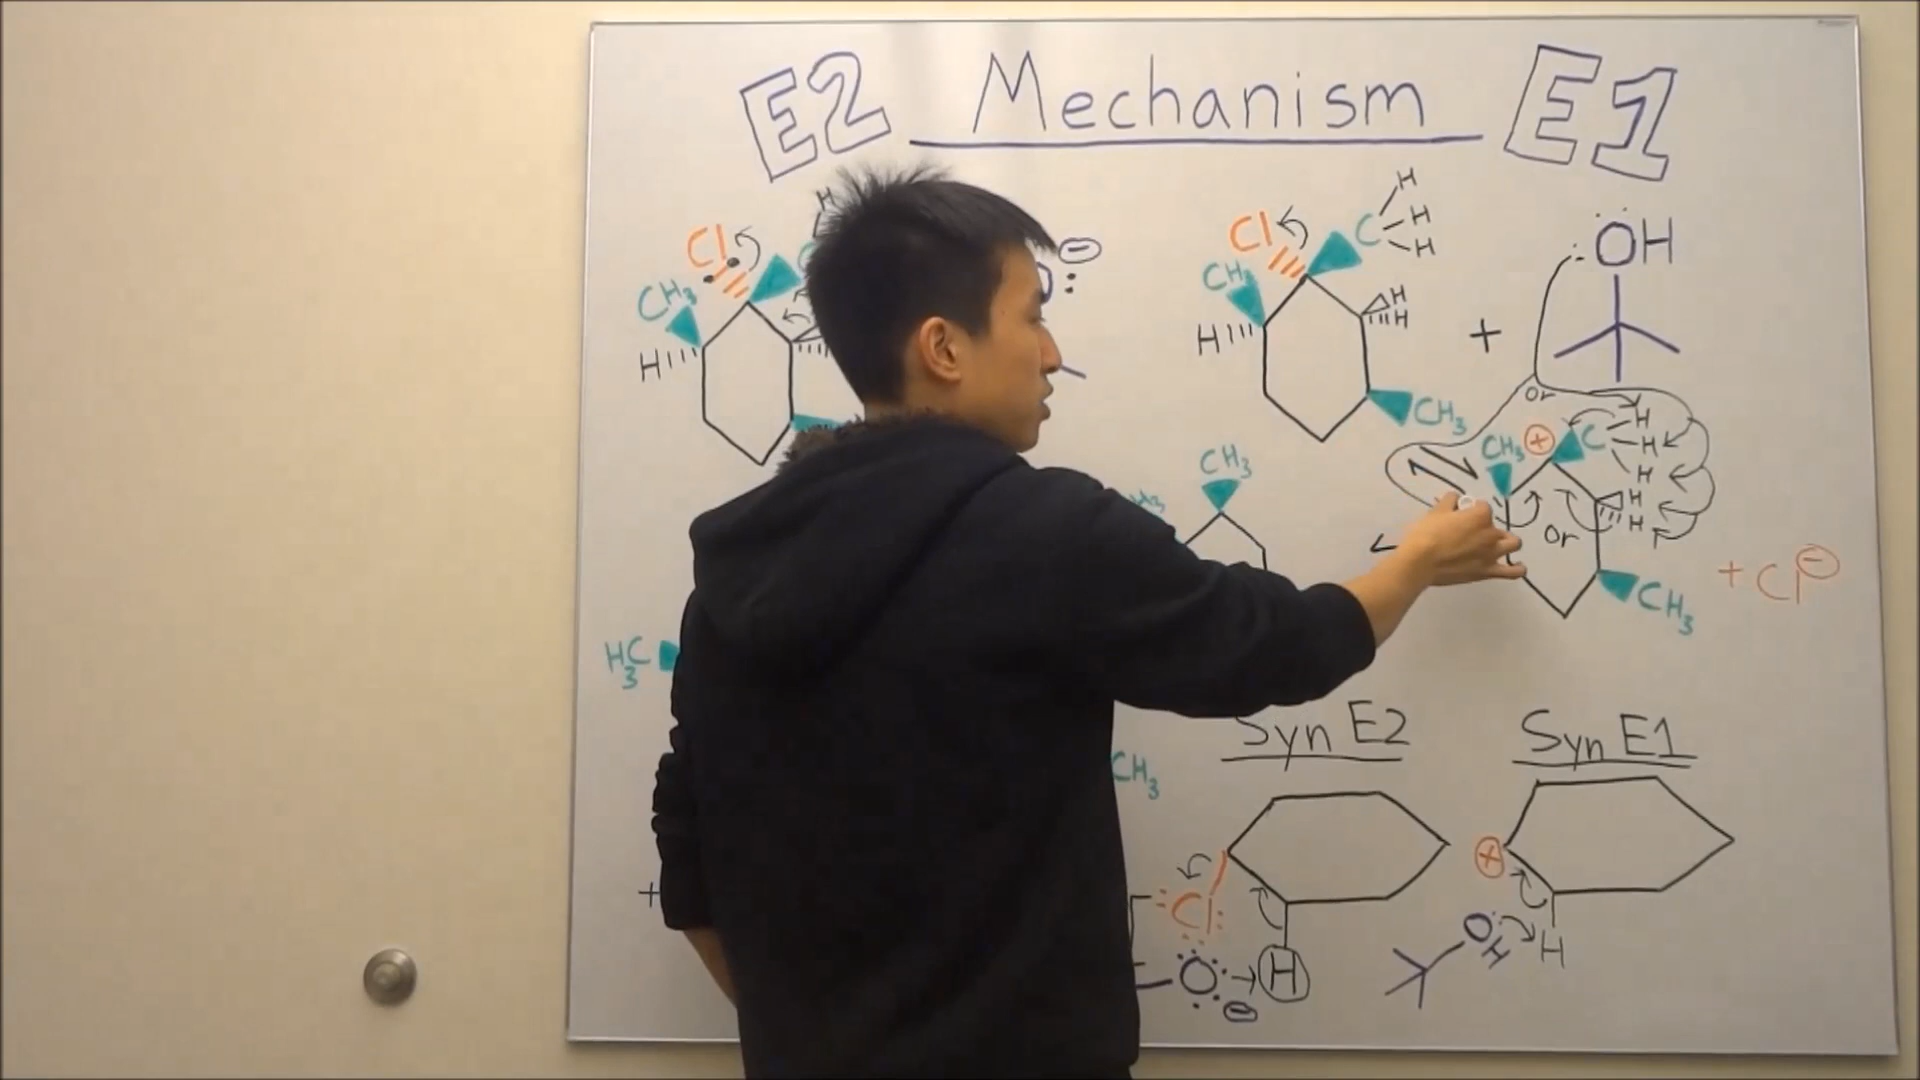 E2 Mechanism E1
H
Cl
CH3
H
H
Cl
C
H
H
CH3
H
H
H
+
CH3
OH
Or
CH3
+
C
H
H
H
H
H
Or
CH3
+ Cl
CH3
H3C
CH3
Syn E2
Syn E1
+
Cl
O
H
+
OH
H